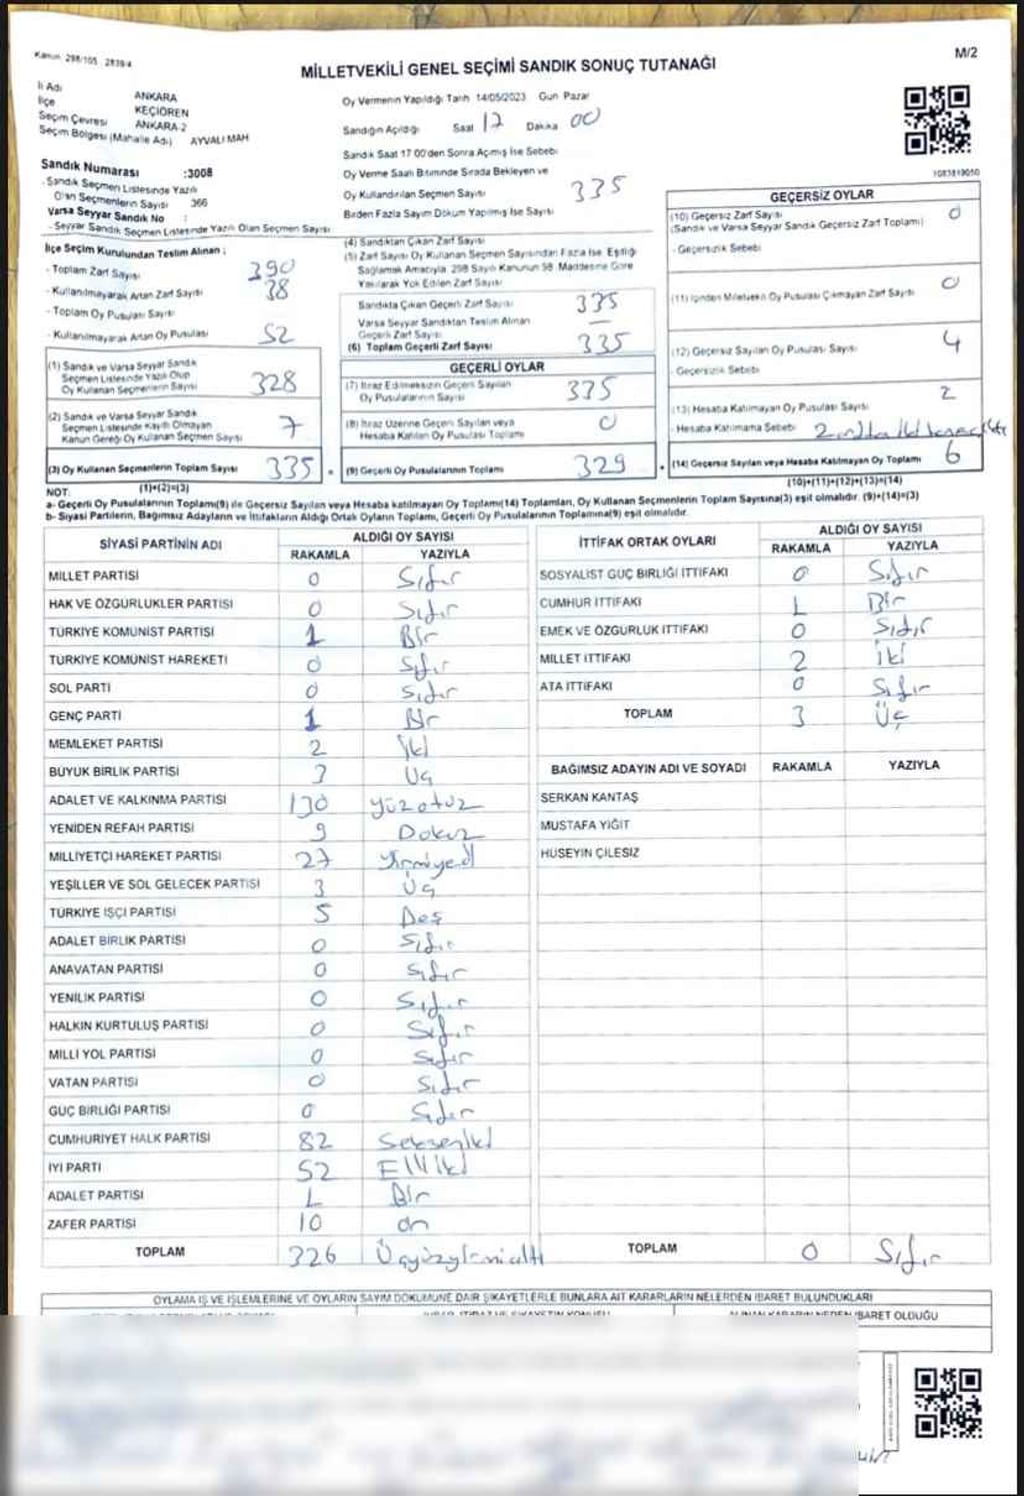 Kanun: 298/105 2839/4
M/2
MİLLETVEKİLİ GENEL SEÇİMİ SANDIK SONUÇ TUTANAĞI
İl Adı ANKARA
İlçe KEÇİÖREN
Seçim Çevresi ANKARA-2
Seçim Bölgesi (Mahalle Adı) AYVALI MAH
Sandık Numarası :3008
- Sandık Seçmen Listesinde Yazılı
Olan Seçmenlerin Sayısı 366
Varsa Seyyar Sandık No :
- Seyyar Sandık Seçmen Listesinde Yazılı Olan Seçmen Sayısı
Oy Vermenin Yapıldığı Tarih 14/05/2023 Gün Pazar
Sandığın Açıldığı Saat 17 Dakika 00
Sandık Saat 17 00'den Sonra Açımış İse Sebebi
Oy Verme Saati Bitiminde Sırada Bekleyen ve
Oy Kullandırılan Seçmen Sayısı 335
Birden Fazla Sayım Döküm Yapılmış İse Sayısı
İlçe Seçim Kurulundan Teslim Alınan ;
- Toplam Zarf Sayısı 390
- Kullanılmayarak Artan Zarf Sayısı 38
- Toplam Oy Pusulası Sayısı
- Kullanılmayarak Artan Oy Pusulası 52
(1) Sandık ve Varsa Seyyar Sandık
Seçmen Listesinde Yazılı Olup
Oy Kullanan Seçmenlerin Sayısı 328
(2) Sandık ve Varsa Seyyar Sandık
Seçmen Listesinde Kayıtlı Olmayan
Kanun Gereği Oy Kullanan Seçmen Sayısı 7
(3) Oy Kullanan Seçmenlerin Toplam Sayısı 335
(1)+(2)=(3)
(4) Sandıktan Çıkan Zarf Sayısı
(5) Zarf Sayısı Oy Kullanan Seçmen Sayısından Fazla İse, Eşitliği
Sağlamak Amacıyla, 298 Sayılı Kanunun 98. Maddesine Göre
Yakılarak Yok Edilen Zarf Sayısı
Sandıkta Çıkan Geçerli Zarf Sayısı 335
Varsa Seyyar Sandıktan Teslim Alınan
Geçerli Zarf Sayısı —
(6) Toplam Geçerli Zarf Sayısı 335
GEÇERLİ OYLAR
(7) İtiraz Edilmeksizin Geçerli Sayılan
Oy Pusulalarının Sayısı 335
(8) İtiraz Üzerine Geçerli Sayılan veya
Hesaba Katılan Oy Pusulası Toplamı 0
(9) Geçerli Oy Pusulalarının Toplamı 329
1083819050
GEÇERSİZ OYLAR
(10) Geçersiz Zarf Sayısı 0
(Sandık ve Varsa Seyyar Sandık Geçersiz Zarf Toplamı)
- Geçersizlik Sebebi
(11) İçinden Milletvekili Oy Pusulası Çıkmayan Zarf Sayısı 0
(12) Geçersiz Sayılan Oy Pusulası Sayısı 4
- Geçersizlik Sebebi
(13) Hesaba Katılmayan Oy Pusulası Sayısı 2
- Hesaba Katılmama Sebebi
(14) Geçersiz Sayılan veya Hesaba Katılmayan Oy Toplamı 6
(10)+(11)+(12)+(13)=(14)
NOT:
a- Geçerli Oy Pusulalarının Toplamı(9) ile Geçersiz Sayılan veya Hesaba katılmayan Oy Toplamı(14) Toplamları, Oy Kullanan Seçmenlerin Toplam Sayısına(3) eşit olmalıdır. (9)+(14)=(3)
b- Siyasi Partilerin, Bağımsız Adayların ve İttifakların Aldığı Ortak Oyların Toplamı, Geçerli Oy Pusulalarının Toplamına(9) eşit olmalıdır.
SİYASİ PARTİNİN ADI ALDIĞI OY SAYISI
RAKAMLA YAZIYLA
MİLLET PARTİSİ 0 Sıfır
HAK VE ÖZGÜRLÜKLER PARTİSİ 0 Sıfır
TÜRKİYE KOMÜNİST PARTİSİ 1 Bir
TÜRKİYE KOMÜNİST HAREKETİ 0 Sıfır
SOL PARTİ 0 Sıfır
GENÇ PARTİ 1 Bir
MEMLEKET PARTİSİ 2 İki
BÜYÜK BİRLİK PARTİSİ 3 Üç
ADALET VE KALKINMA PARTİSİ 130 yüzotuz
YENİDEN REFAH PARTİSİ 9 Dokuz
MİLLİYETÇİ HAREKET PARTİSİ 27 Yirmiyedi
YEŞİLLER VE SOL GELECEK PARTİSİ 3 Üç
TÜRKİYE İŞÇİ PARTİSİ 5 Beş
ADALET BİRLİK PARTİSİ 0 Sıfır
ANAVATAN PARTİSİ 0 Sıfır
YENİLİK PARTİSİ 0 Sıfır
HALKIN KURTULUŞ PARTİSİ 0 Sıfır
MİLLİ YOL PARTİSİ 0 Sıfır
VATAN PARTİSİ 0 Sıfır
GÜÇ BİRLİĞİ PARTİSİ 0 Sıfır
CUMHURİYET HALK PARTİSİ 82 Sekseniki
İYİ PARTİ 52 Elliiki
ADALET PARTİSİ 1 Bir
ZAFER PARTİSİ 10 on
TOPLAM 326 Üçyüzyirmialtı
İTTİFAK ORTAK OYLARI ALDIĞI OY SAYISI
RAKAMLA YAZIYLA
SOSYALİST GÜÇ BİRLİĞİ İTTİFAKI 0 Sıfır
CUMHUR İTTİFAKI 1 Bir
EMEK VE ÖZGÜRLÜK İTTİFAKI 0 Sıfır
MİLLET İTTİFAKI 2 İki
ATA İTTİFAKI 0 Sıfır
TOPLAM 3 Üç
BAĞIMSIZ ADAYIN ADI VE SOYADI RAKAMLA YAZIYLA
SERKAN KANTAŞ
MUSTAFA YİĞİT
HÜSEYİN ÇİLESİZ
TOPLAM 0 Sıfır
OYLAMA İŞ VE İŞLEMLERİNE VE OYLARIN SAYIM DÖKÜMÜNE DAİR ŞİKAYETLERLE BUNLARA AİT KARARLARIN NELERDEN İBARET BULUNDUKLARI